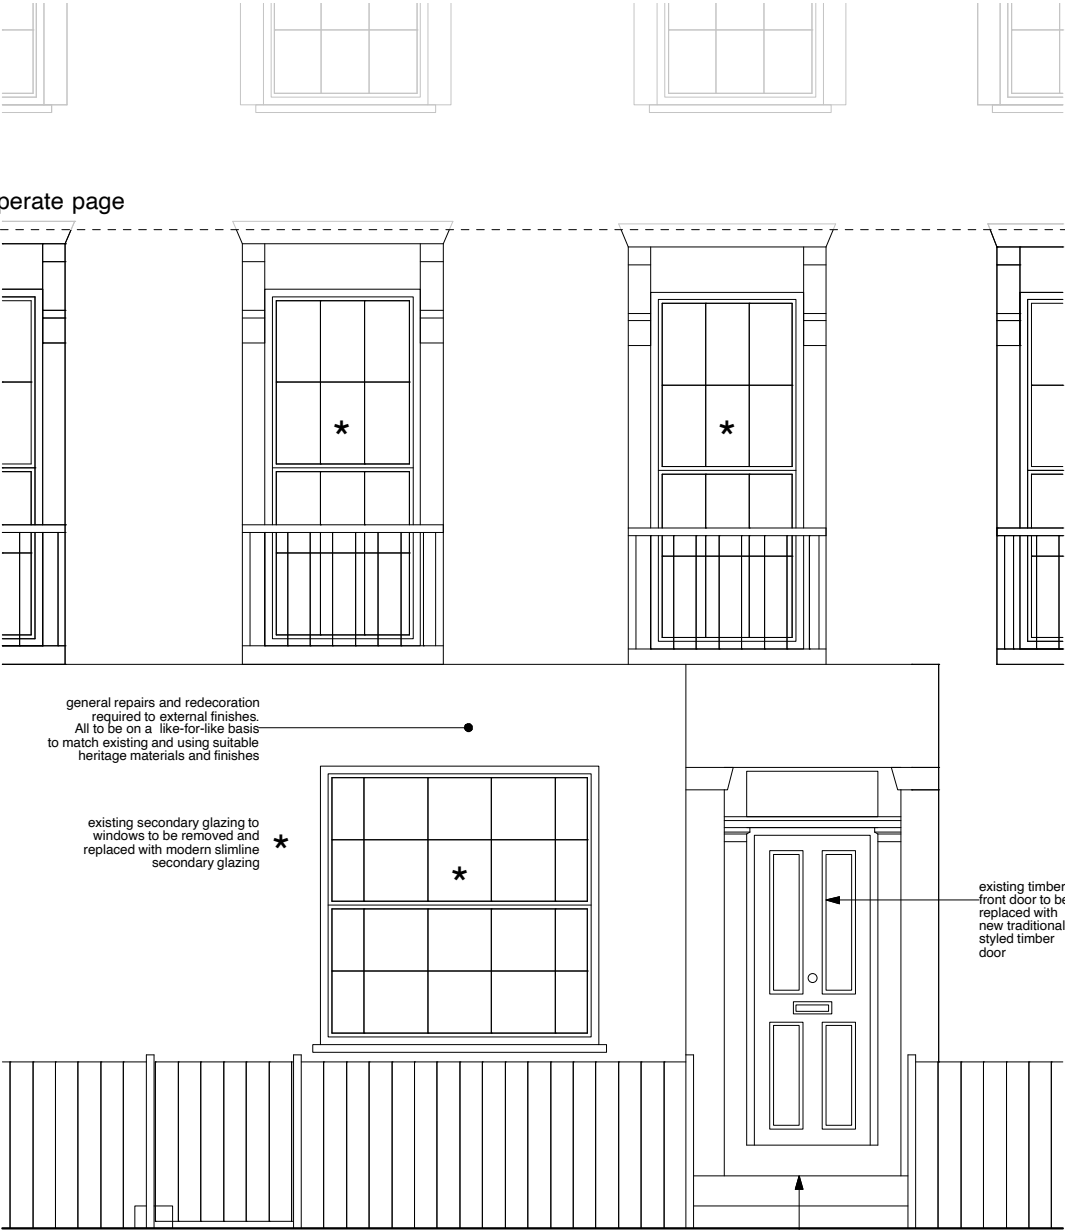 perate page
general repairs and redecoration
required to external finishes.
All to be on a like-for-like basis
to match existing and using suitable
heritage materials and finishes
existing secondary glazing to
windows to be removed and
replaced with modern slimline
secondary glazing
*
*
*
*
existing timber
front door to be
replaced with
new traditional
styled timber
door